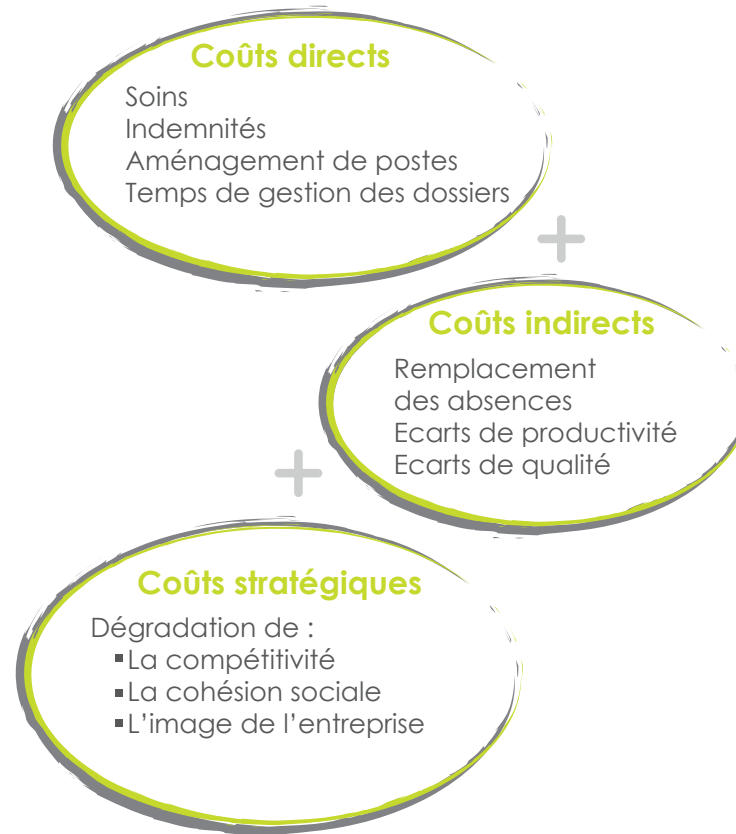 Coûts directs
Soins
Indemnités
Aménagement de postes
Temps de gestion des dossiers
+
Coûts indirects
Remplacement
des absences
Ecarts de productivité
Ecarts de qualité
+
Coûts stratégiques
Dégradation de :
▪La compétitivité
▪La cohésion sociale
▪L’image de l’entreprise